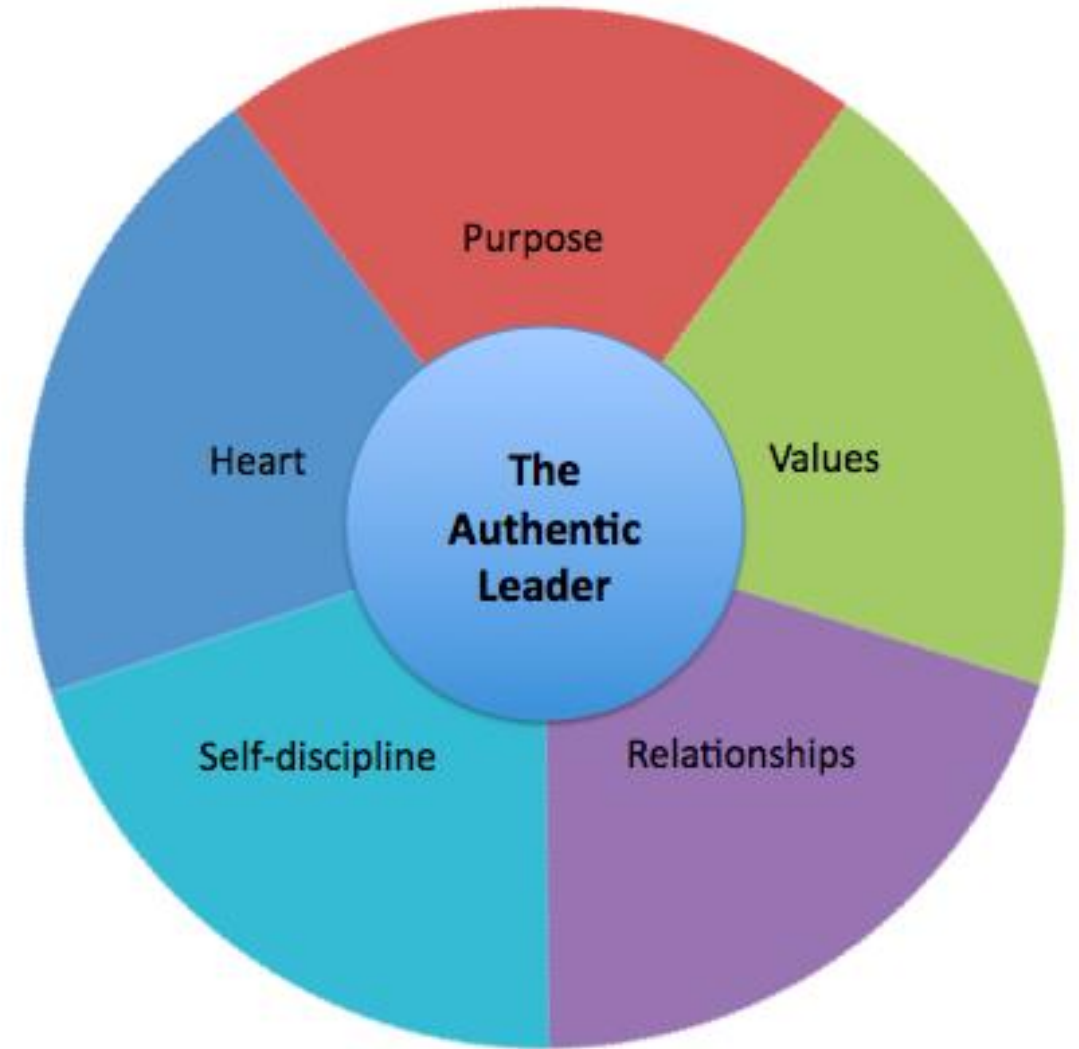 Purpose
Heart
The
Authentic
Leader
Values
Self-discipline
Relationships